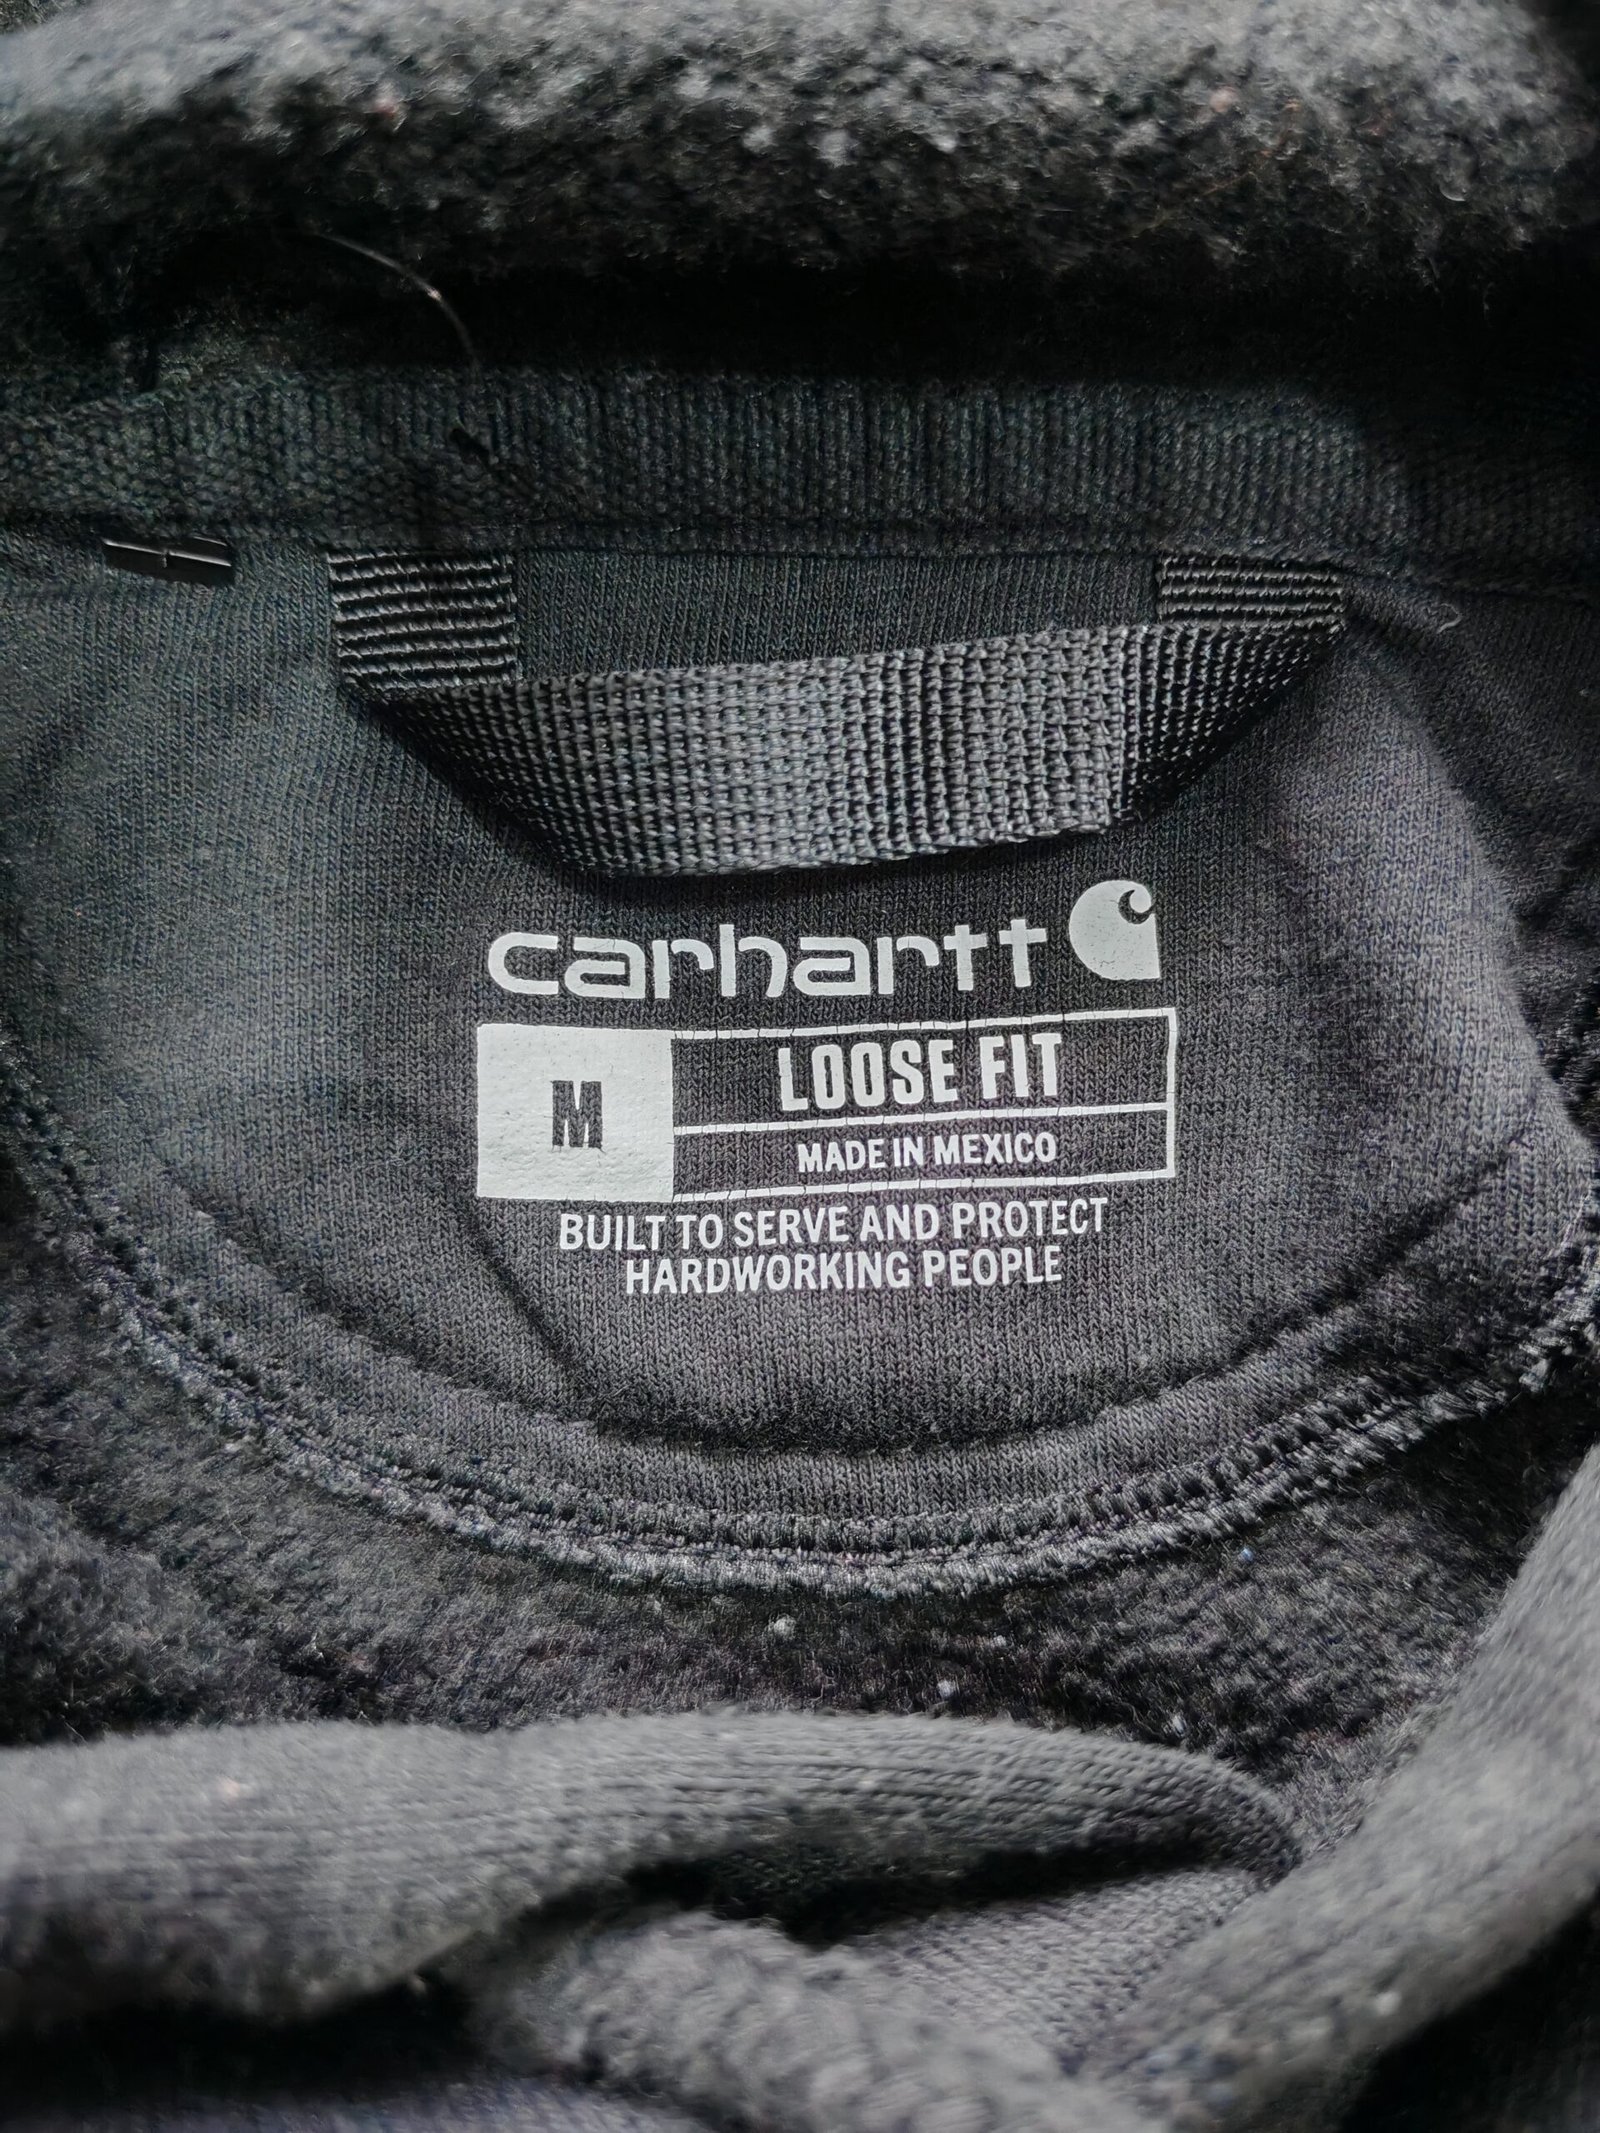 carhartt
M
LOOSE FIT
MADE IN MEXICO
BUILT TO SERVE AND PROTECT
HARDWORKING PEOPLE